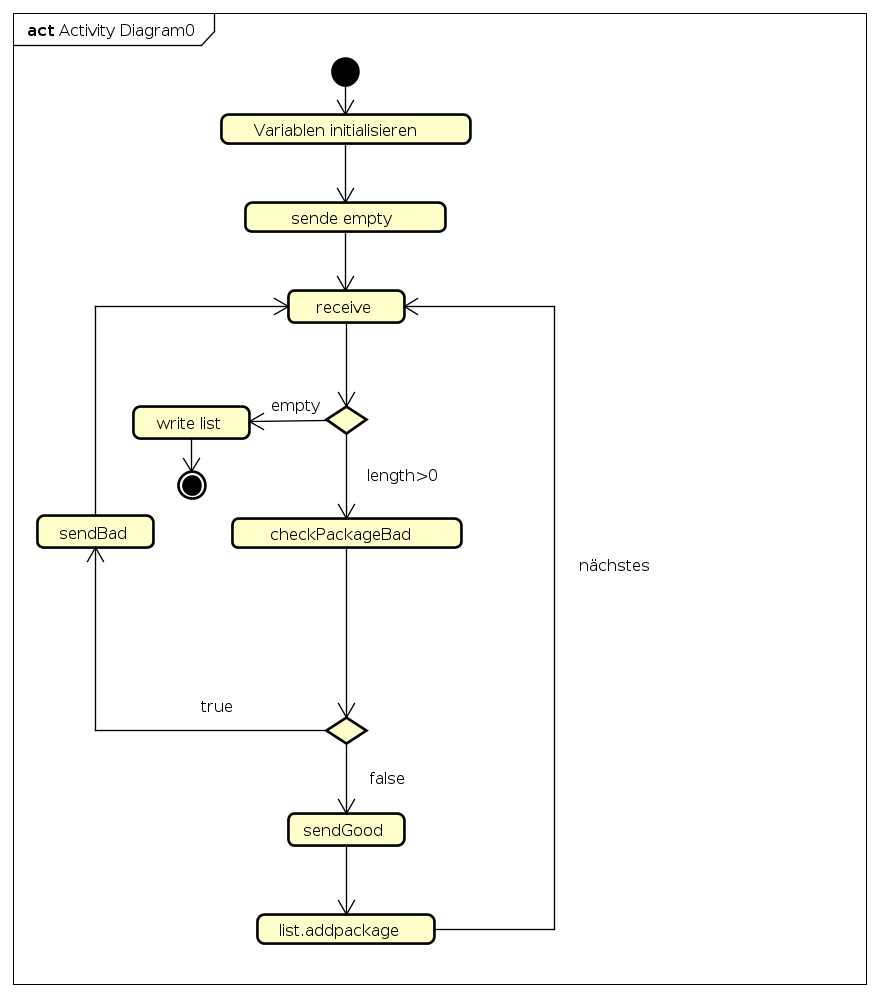 act Activity Diagram0
Variablen initialisieren
sende empty
receive
empty
write list
length>0
sendBad
checkPackageBad
nächstes
true
false
sendGood
list.addpackage